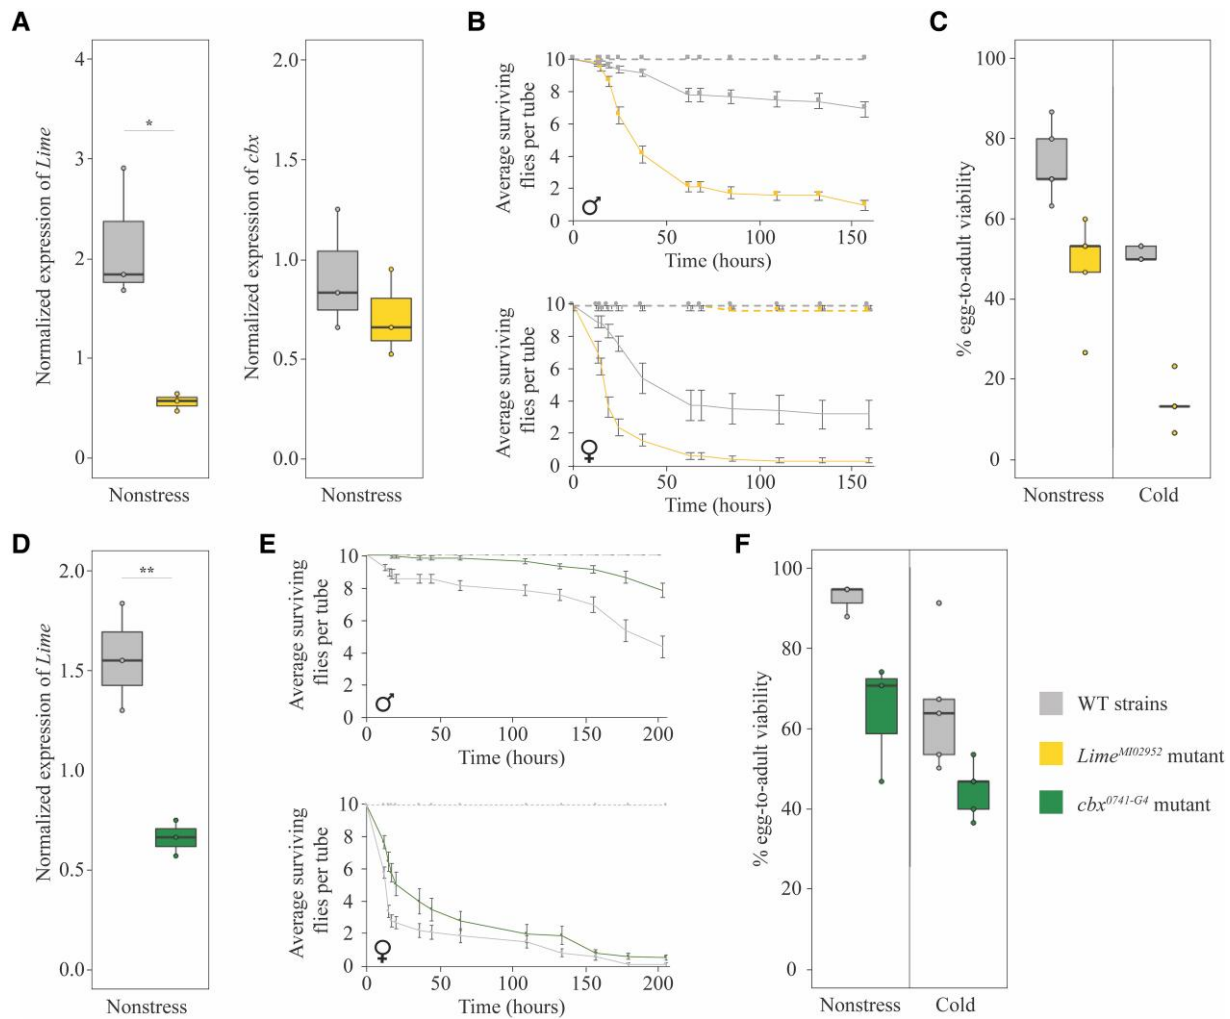 A
Normalized expression of Lime
4
3
2
1
0
*
Nonstress
Normalized expression of cbx
2.0
1.5
1.0
0.5
0.0
Nonstress
B
Average surviving
flies per tube
10
8
6
4
2
0
♂
0 50 100 150
Time (hours)
Average surviving
flies per tube
10
8
6
4
2
0
♀
0 50 100 150
Time (hours)
C
% egg-to-adult viability
100
80
60
40
20
0
Nonstress Cold
D
Normalized expression of Lime
2.0
1.5
1.0
0.5
0.0
**
Nonstress
E
Average surviving
flies per tube
10
8
6
4
2
0
♂
0 50 100 150 200
Time (hours)
Average surviving
flies per tube
10
8
6
4
2
0
♀
0 50 100 150 200
Time (hours)
F
% egg-to-adult viability
100
80
60
40
20
0
Nonstress Cold
WT strains
Lime^MI02952 mutant
cbx^0741-G4 mutant